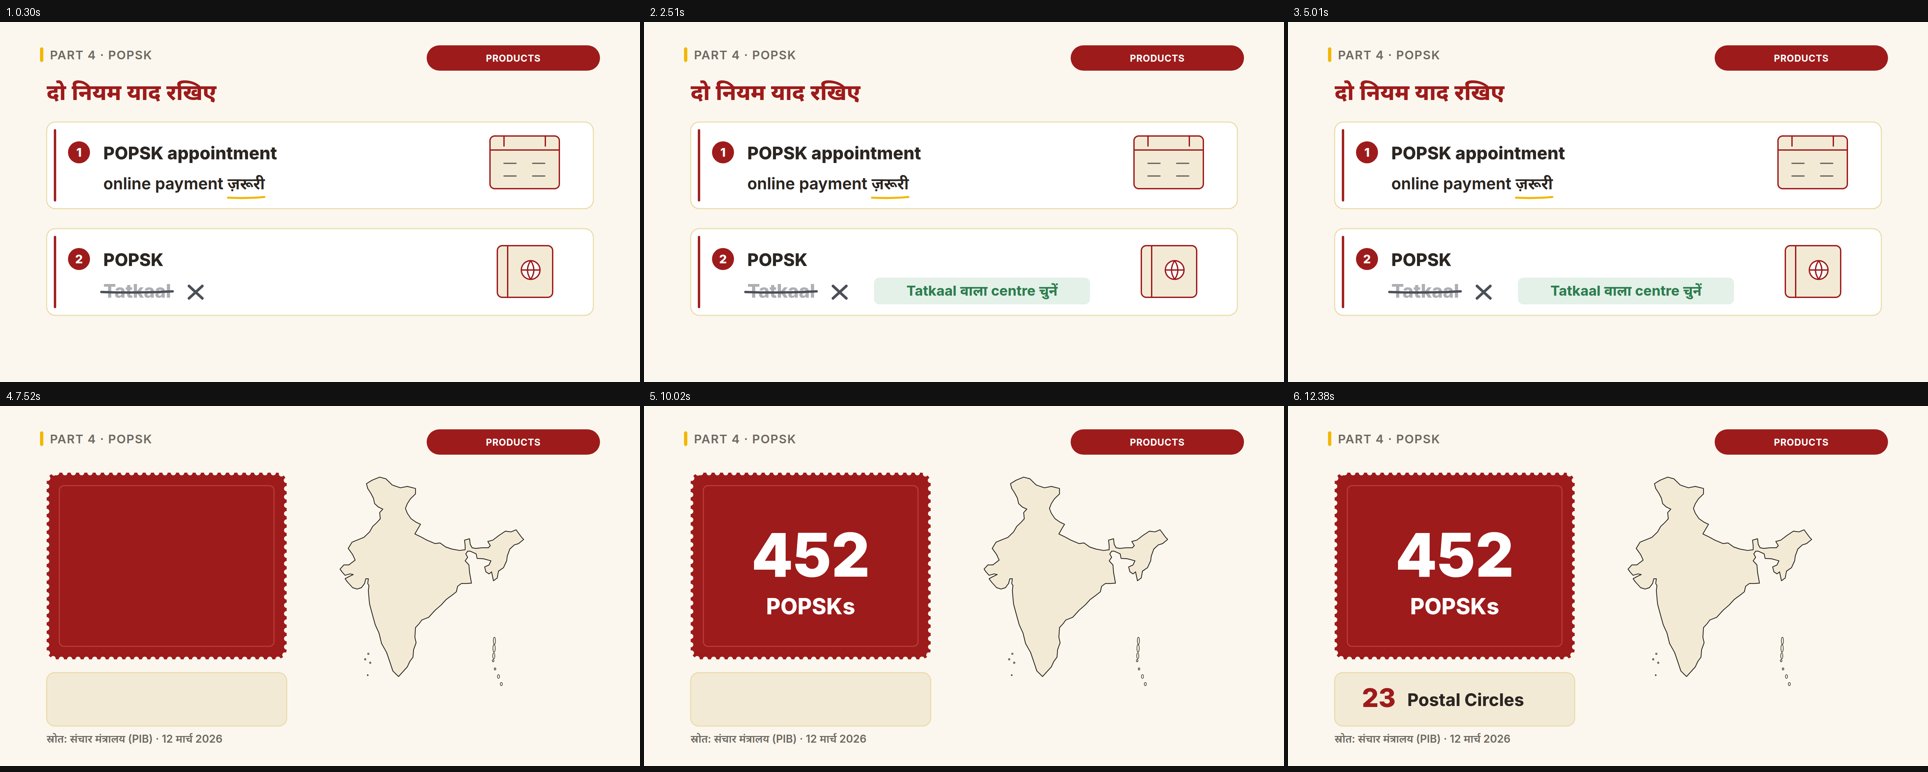 1. 0.30s
PART 4 · POPSK
PRODUCTS
दो नियम याद रखिए
1 POPSK appointment
online payment ज़रूरी
2 POPSK
Tatkaal
2. 2.51s
PART 4 · POPSK
PRODUCTS
दो नियम याद रखिए
1 POPSK appointment
online payment ज़रूरी
2 POPSK
Tatkaal Tatkaal वाला centre चुनें
3. 5.01s
PART 4 · POPSK
PRODUCTS
दो नियम याद रखिए
1 POPSK appointment
online payment ज़रूरी
2 POPSK
Tatkaal Tatkaal वाला centre चुनें
4. 7.52s
PART 4 · POPSK
PRODUCTS
स्रोत: संचार मंत्रालय (PIB) · 12 मार्च 2026
5. 10.02s
PART 4 · POPSK
PRODUCTS
452
POPSKs
स्रोत: संचार मंत्रालय (PIB) · 12 मार्च 2026
6. 12.38s
PART 4 · POPSK
PRODUCTS
452
POPSKs
23 Postal Circles
स्रोत: संचार मंत्रालय (PIB) · 12 मार्च 2026